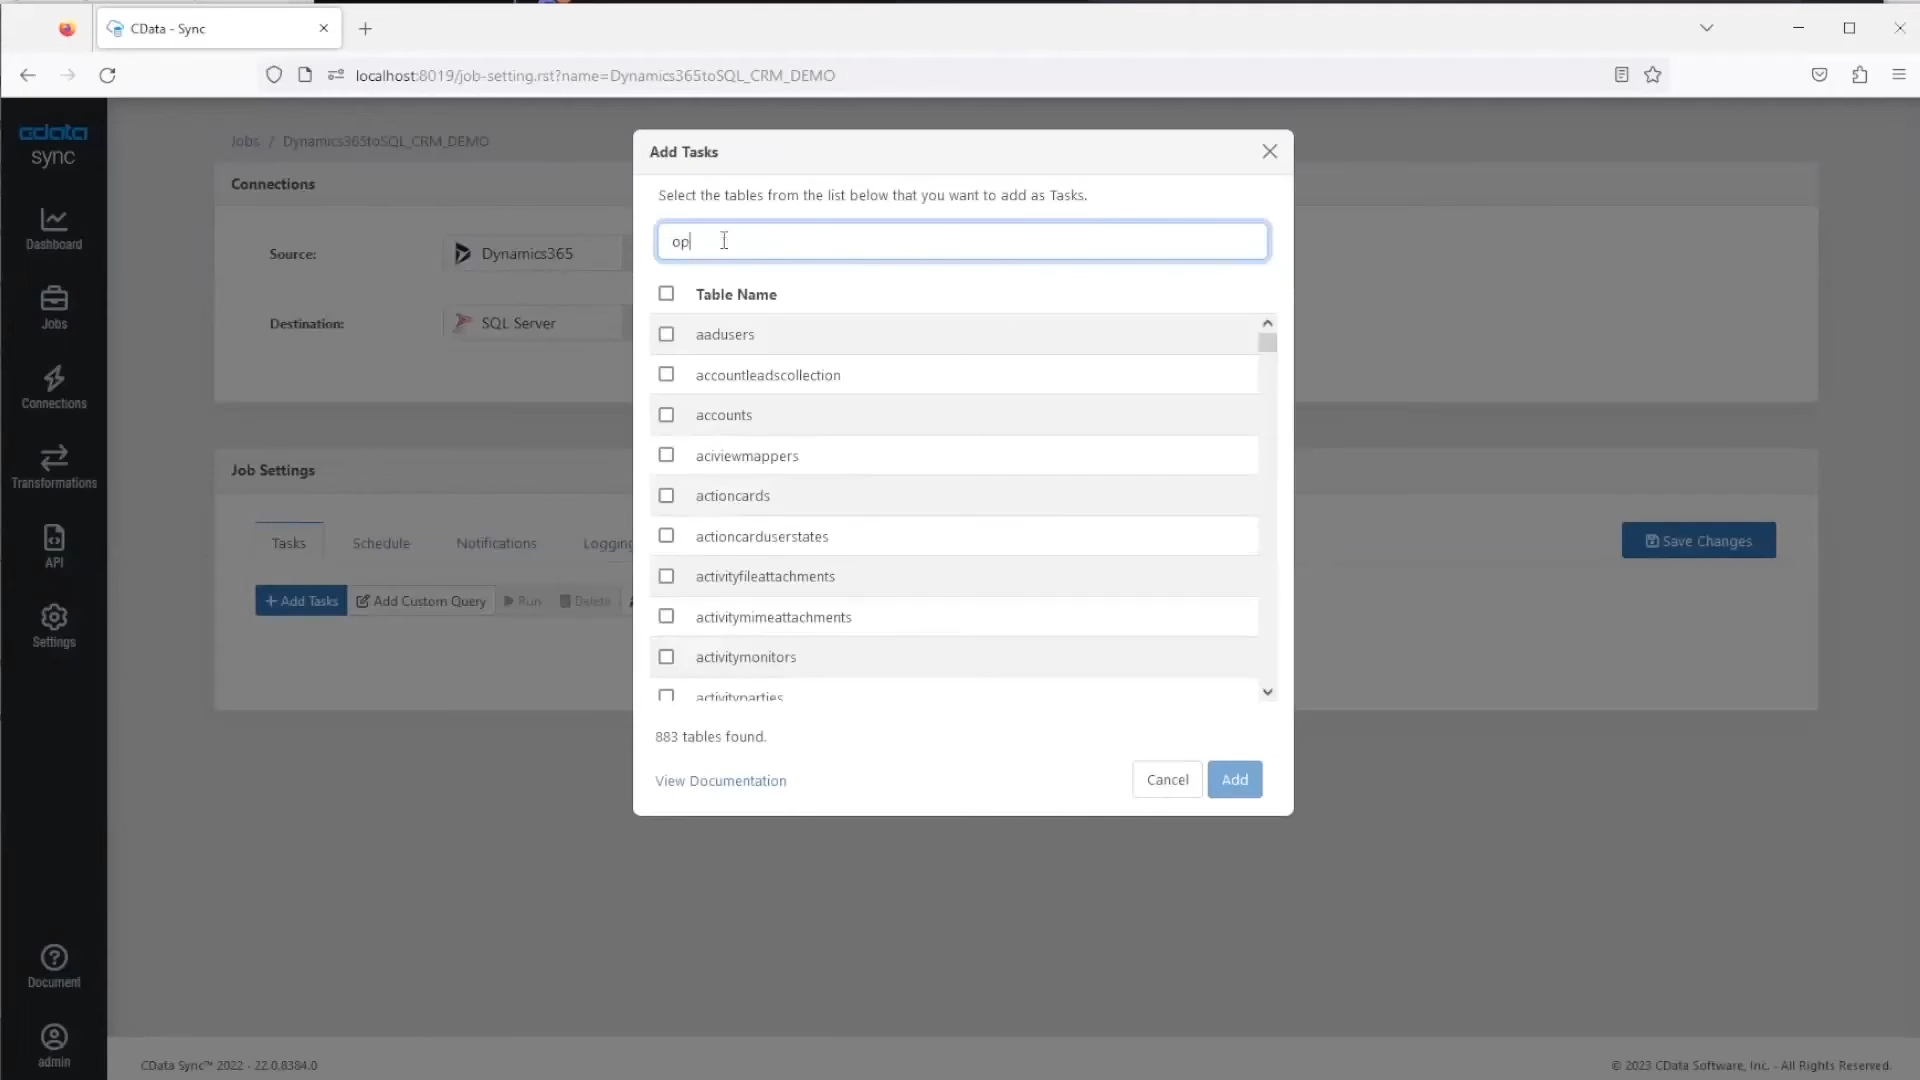 CData - Sync
localhost:8019/job-setting.rst?name=Dynamics365toSQL_CRM_DEMO
cdata
sync
Dashboard
Jobs
Connections
Transformations
API
Settings
Document
admin
Jobs / Dynamics365toSQL_CRM_DEMO
Connections
Source: Dynamics365
Destination: SQL Server
Job Settings
Tasks Schedule Notifications Logging
Save Changes
+ Add Tasks Add Custom Query Run Delete
Add Tasks
Select the tables from the list below that you want to add as Tasks.
op
Table Name
aadusers
accountleadscollection
accounts
aciviewmappers
actioncards
actioncarduserstates
activityfileattachments
activitymimeattachments
activitymonitors
activityparties
883 tables found.
View Documentation
Cancel Add
CData Sync™ 2022 - 22.0.8384.0
© 2023 CData Software, Inc. - All Rights Reserved.